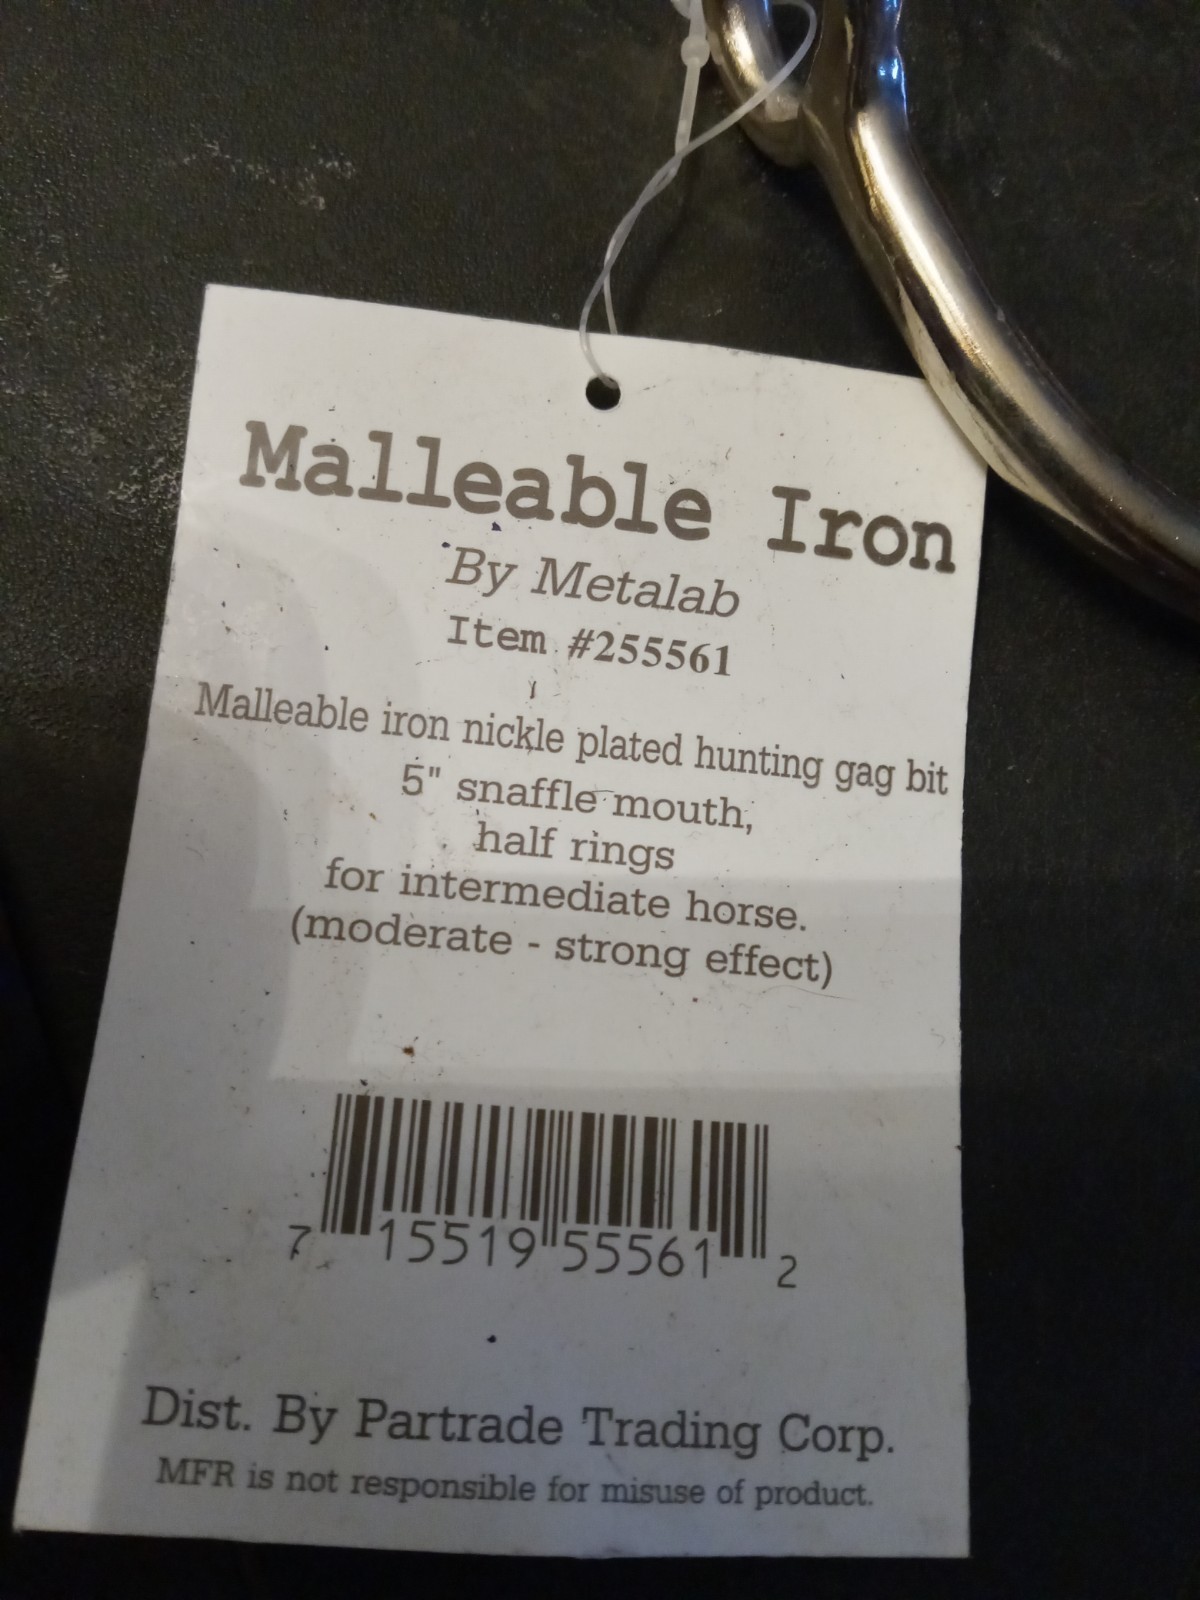 Malleable Iron
By Metalab
Item #255561
Malleable iron nickle plated hunting gag bit
5" snaffle mouth,
half rings
for intermediate horse.
(moderate - strong effect)
7 15519 55561 2
Dist. By Partrade Trading Corp.
MFR is not responsible for misuse of product.